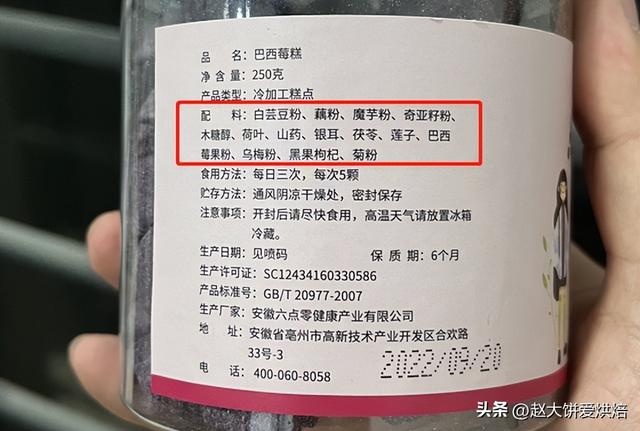 品 名：巴西莓糕
净 含 量：250克
产品类型：冷加工糕点
配 料：白芸豆粉、藕粉、魔芋粉、奇亚籽粉、
木糖醇、荷叶、山药、银耳、茯苓、莲子、巴西
莓果粉、乌梅粉、黑果枸杞、菊粉
食用方法：每日三次，每次5颗
贮存方法：通风阴凉干燥处，密封保存
注意事项：开封后请尽快食用，高温天气请放置冰箱
冷藏。
生产日期：见喷码 保 质 期：6个月
生产许可证：SC12434160330586
产品标准号：GB/T 20977-2007
生产厂家：安徽六点零健康产业有限公司
地 址：安徽省亳州市高新技术产业开发区合欢路
33号-3
2022/09/20
电 话：400-060-8058
头条 @赵大饼爱烘焙